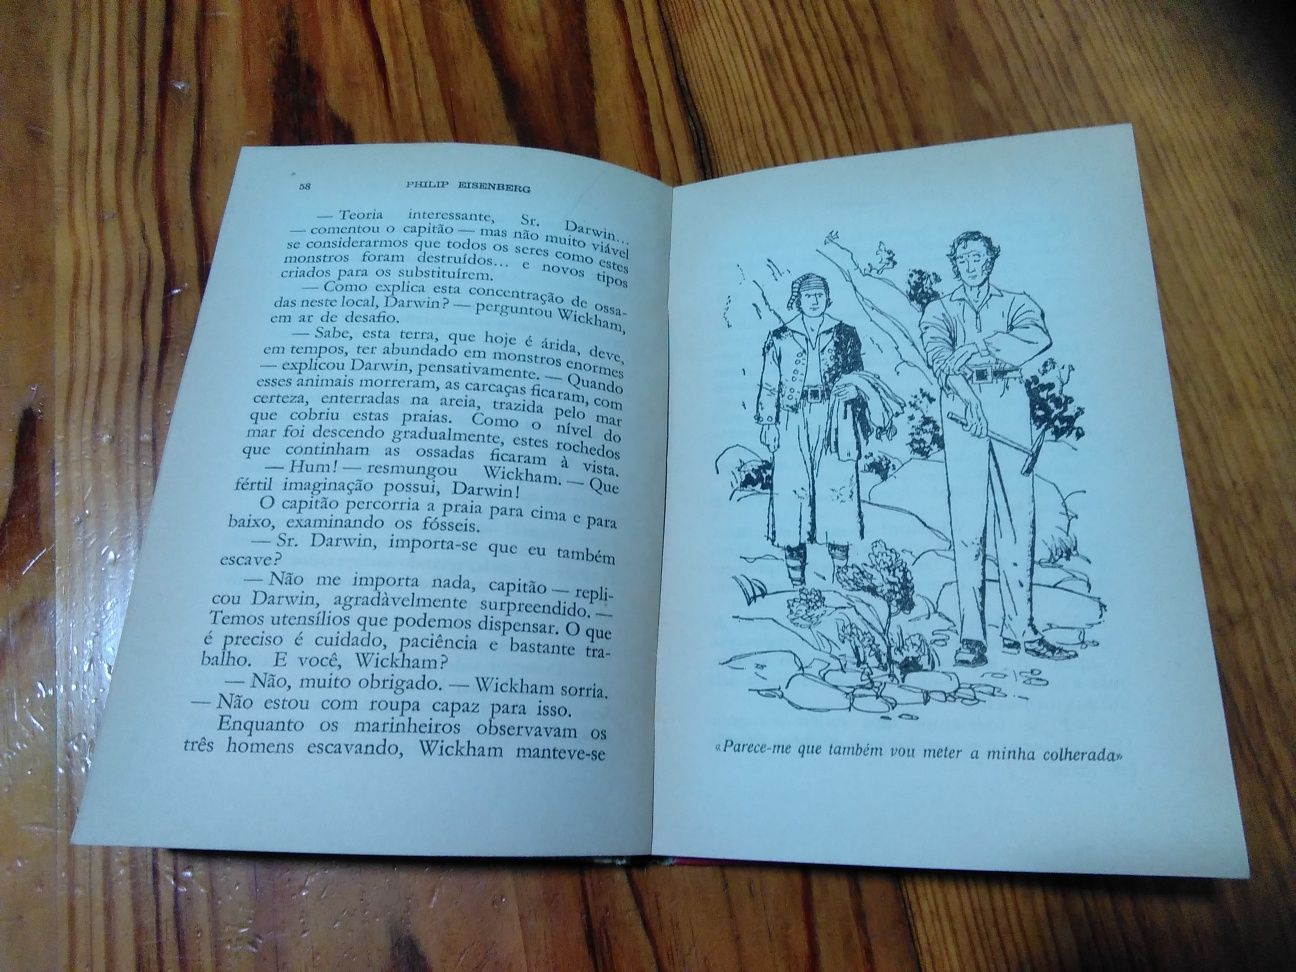 58 PHILIP EISENBERG
— Teoria interessante, Sr. Darwin...
— comentou o capitão — mas não muito viável
se considerarmos que todos os seres como estes
monstros foram destruídos... e novos tipos
criados para os substituírem.
— Como explica esta concentração de ossa-
das neste local, Darwin? — perguntou Wickham,
em ar de desafio.
— Sabe, esta terra, que hoje é árida, deve,
em tempos, ter abundado em monstros enormes
— explicou Darwin, pensativamente. — Quando
esses animais morreram, as carcaças ficaram, com
certeza, enterradas na areia, trazida pelo mar
que cobriu estas praias. Como o nível do
mar foi descendo gradualmente, estes rochedos
que continham as ossadas ficaram à vista.
— Hum! — resmungou Wickham. — Que
fértil imaginação possui, Darwin!
O capitão percorria a praia para cima e para
baixo, examinando os fósseis.
— Sr. Darwin, importa-se que eu também
escave?
— Não me importa nada, capitão — repli-
cou Darwin, agradàvelmente surpreendido. —
Temos utensílios que podemos dispensar. O que
é preciso é cuidado, paciência e bastante tra-
balho. E você, Wickham?
— Não, muito obrigado. — Wickham sorria.
— Não estou com roupa capaz para isso.
Enquanto os marinheiros observavam os
três homens escavando, Wickham manteve-se
«Parece-me que também vou meter a minha colherada»